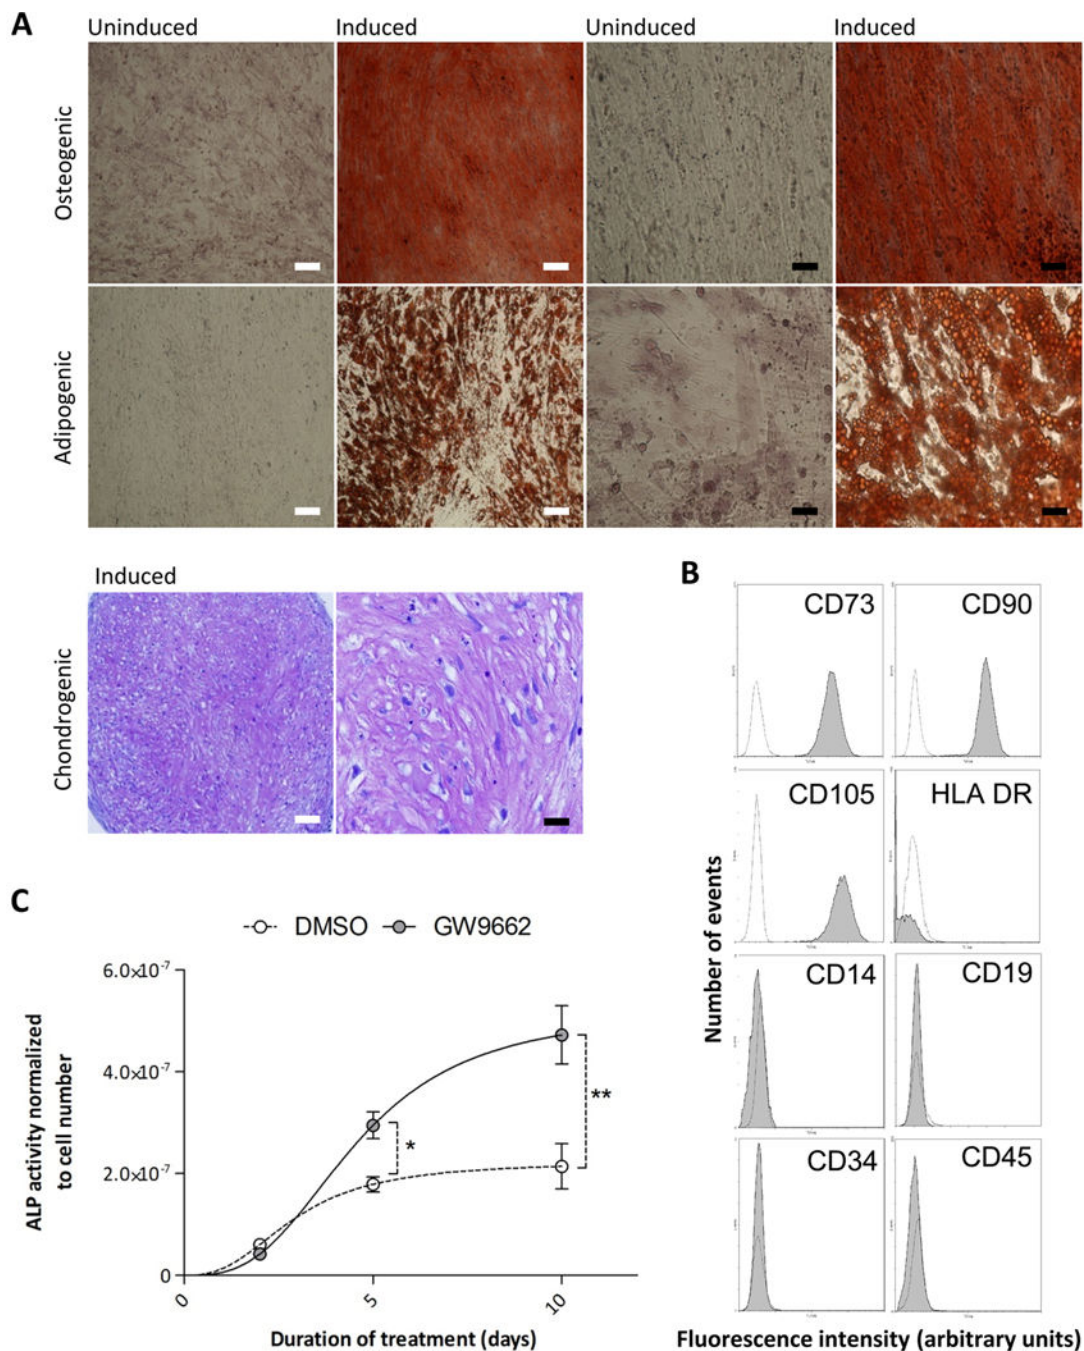 A
Uninduced Induced Uninduced Induced
Osteogenic
Adipogenic
Induced
Chondrogenic
B
CD73 CD90
CD105 HLA DR
CD14 CD19
CD34 CD45
Number of events
Fluorescence intensity (arbitrary units)
C
DMSO GW9662
6.0x10-7
4.0x10-7
2.0x10-7
0
*
**
0 5 10
ALP activity normalized
to cell number
Duration of treatment (days)